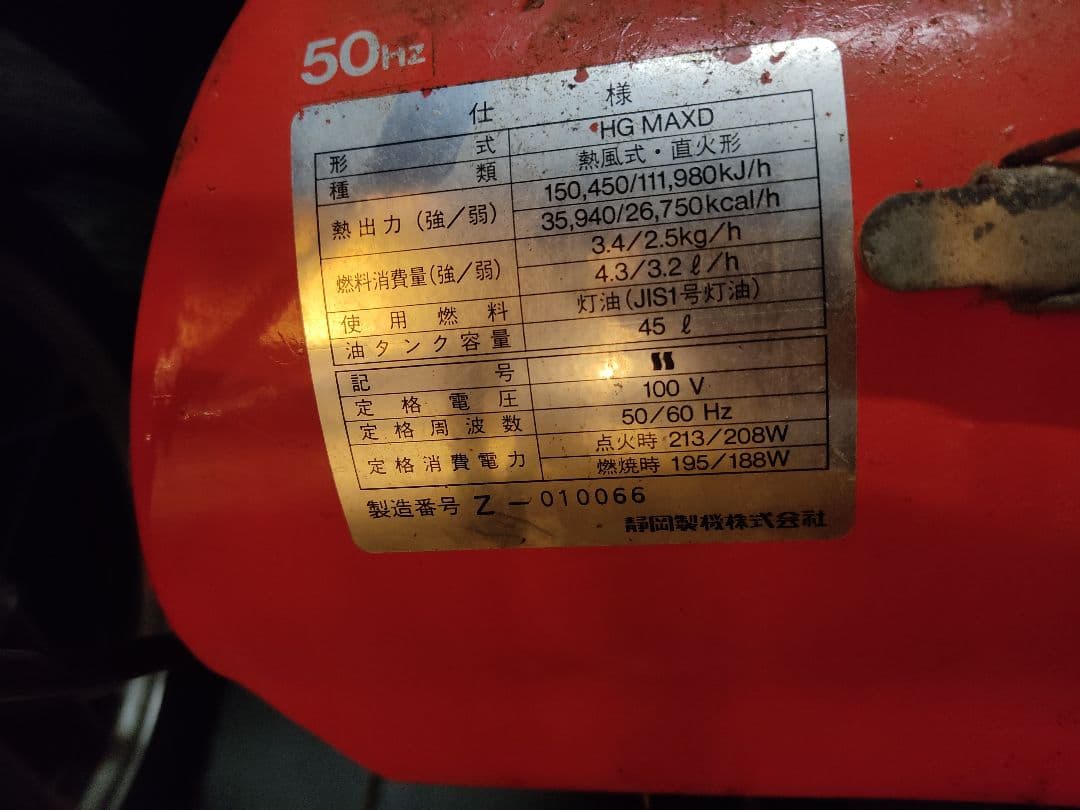 50Hz
仕様
形式 HG MAXD
種類 熱風式・直火形
熱出力(強/弱) 150,450/111,980kJ/h
35,940/26,750kcal/h
燃料消費量(強/弱) 3.4/2.5kg/h
4.3/3.2ℓ/h
使用燃料 灯油(JIS1号灯油)
油タンク容量 45ℓ
記号
定格電圧 100 V
定格周波数 50/60 Hz
定格消費電力 点火時 213/208W
燃焼時 195/188W
製造番号 Z-010066
静岡製機株式会社